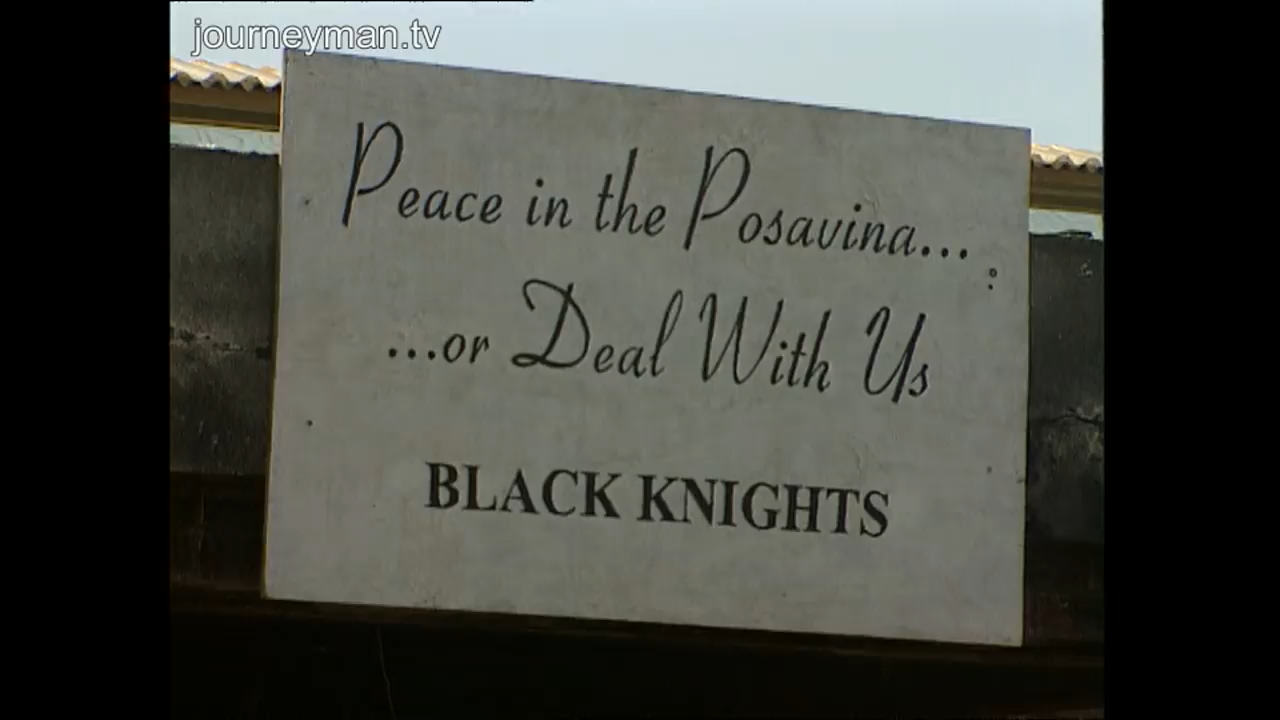 journeyman.tv
Peace in the Posavina...
...or Deal With Us
BLACK KNIGHTS